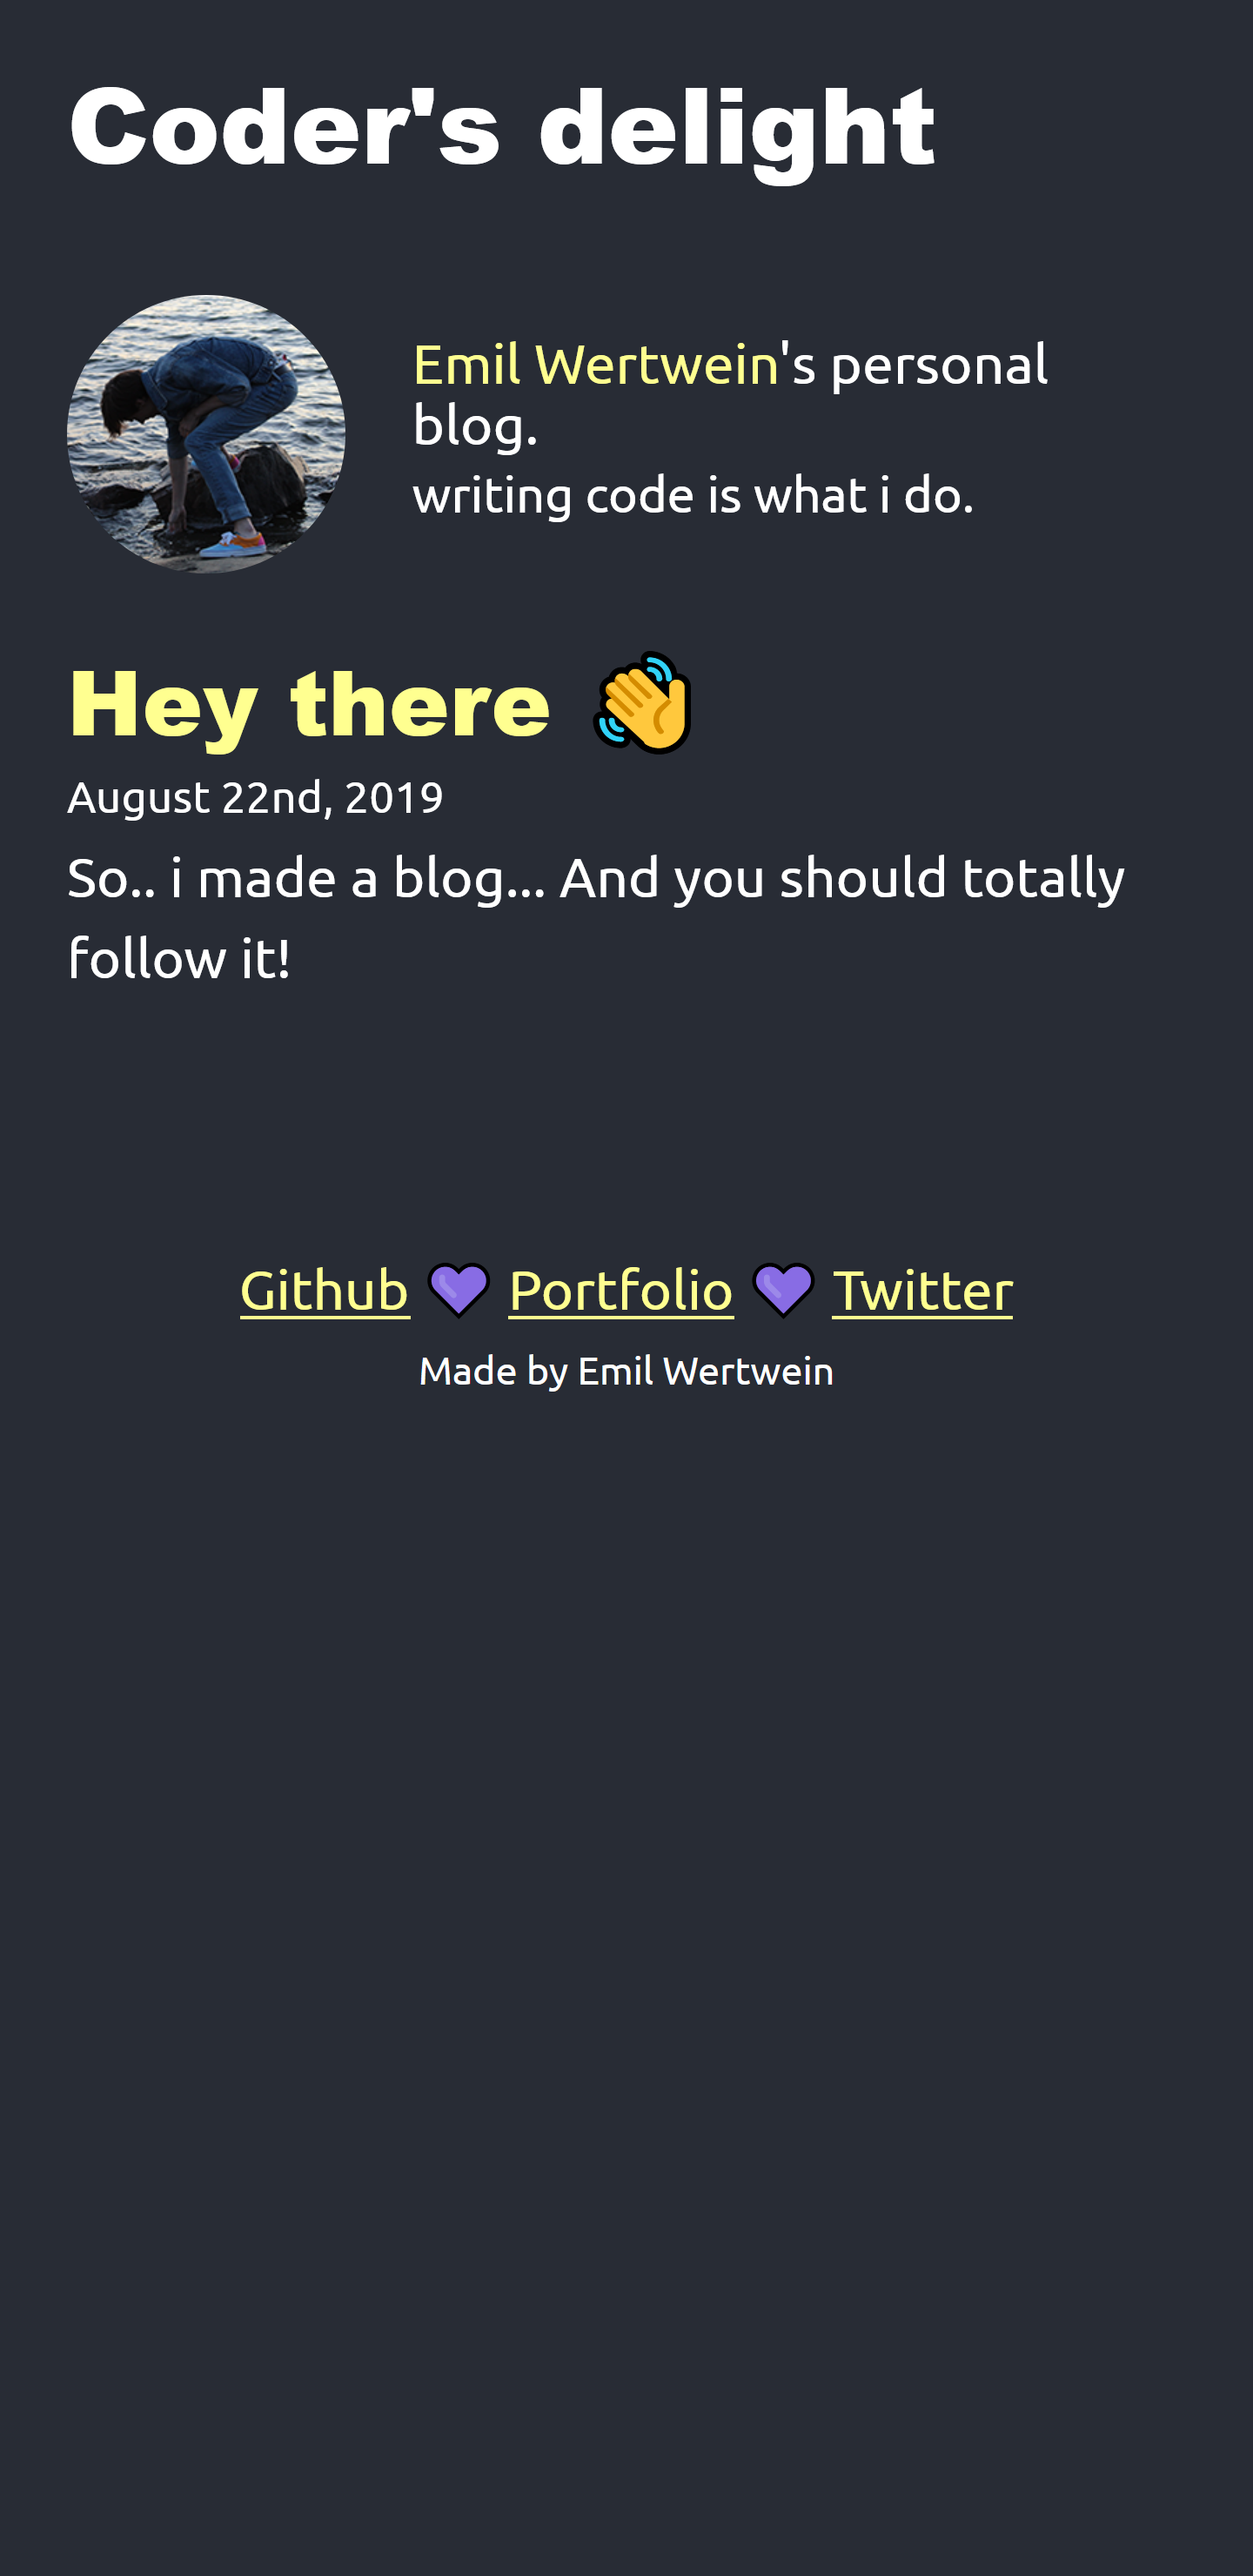 Coder's delight
Emil Wertwein's personal
blog.
writing code is what i do.
Hey there 👋
August 22nd, 2019
So.. i made a blog... And you should totally
follow it!
Github 💜 Portfolio 💜 Twitter
Made by Emil Wertwein